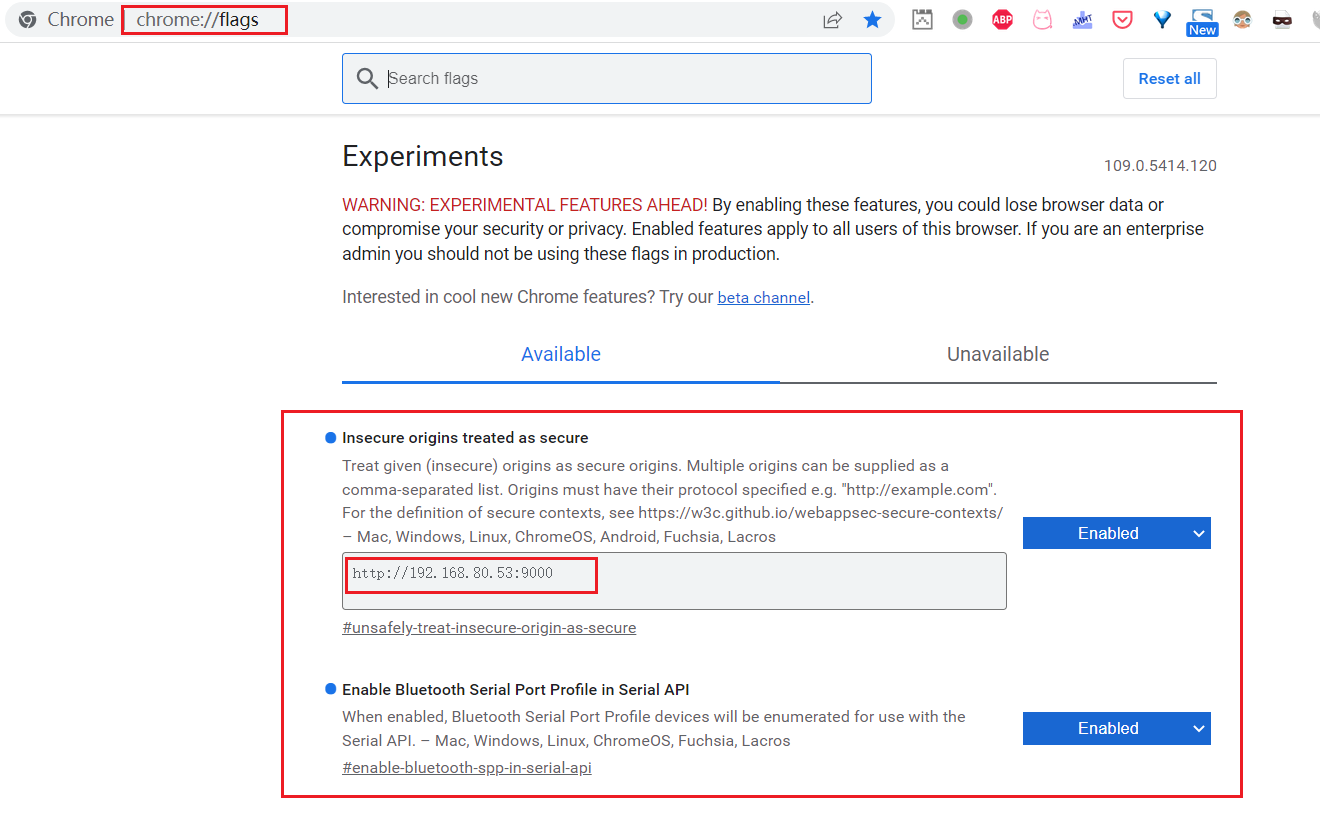 Chrome chrome://flags
ABP
MHT
New
Search flags
Reset all
Experiments
109.0.5414.120
WARNING: EXPERIMENTAL FEATURES AHEAD! By enabling these features, you could lose browser data or
compromise your security or privacy. Enabled features apply to all users of this browser. If you are an enterprise
admin you should not be using these flags in production.
Interested in cool new Chrome features? Try our beta channel.
Available
Unavailable
Insecure origins treated as secure
Treat given (insecure) origins as secure origins. Multiple origins can be supplied as a
comma-separated list. Origins must have their protocol specified e.g. "http://example.com".
For the definition of secure contexts, see https://w3c.github.io/webappsec-secure-contexts/
– Mac, Windows, Linux, ChromeOS, Android, Fuchsia, Lacros
Enabled
http://192.168.80.53:9000
#unsafely-treat-insecure-origin-as-secure
Enable Bluetooth Serial Port Profile in Serial API
When enabled, Bluetooth Serial Port Profile devices will be enumerated for use with the
Serial API. – Mac, Windows, Linux, ChromeOS, Fuchsia, Lacros
Enabled
#enable-bluetooth-spp-in-serial-api